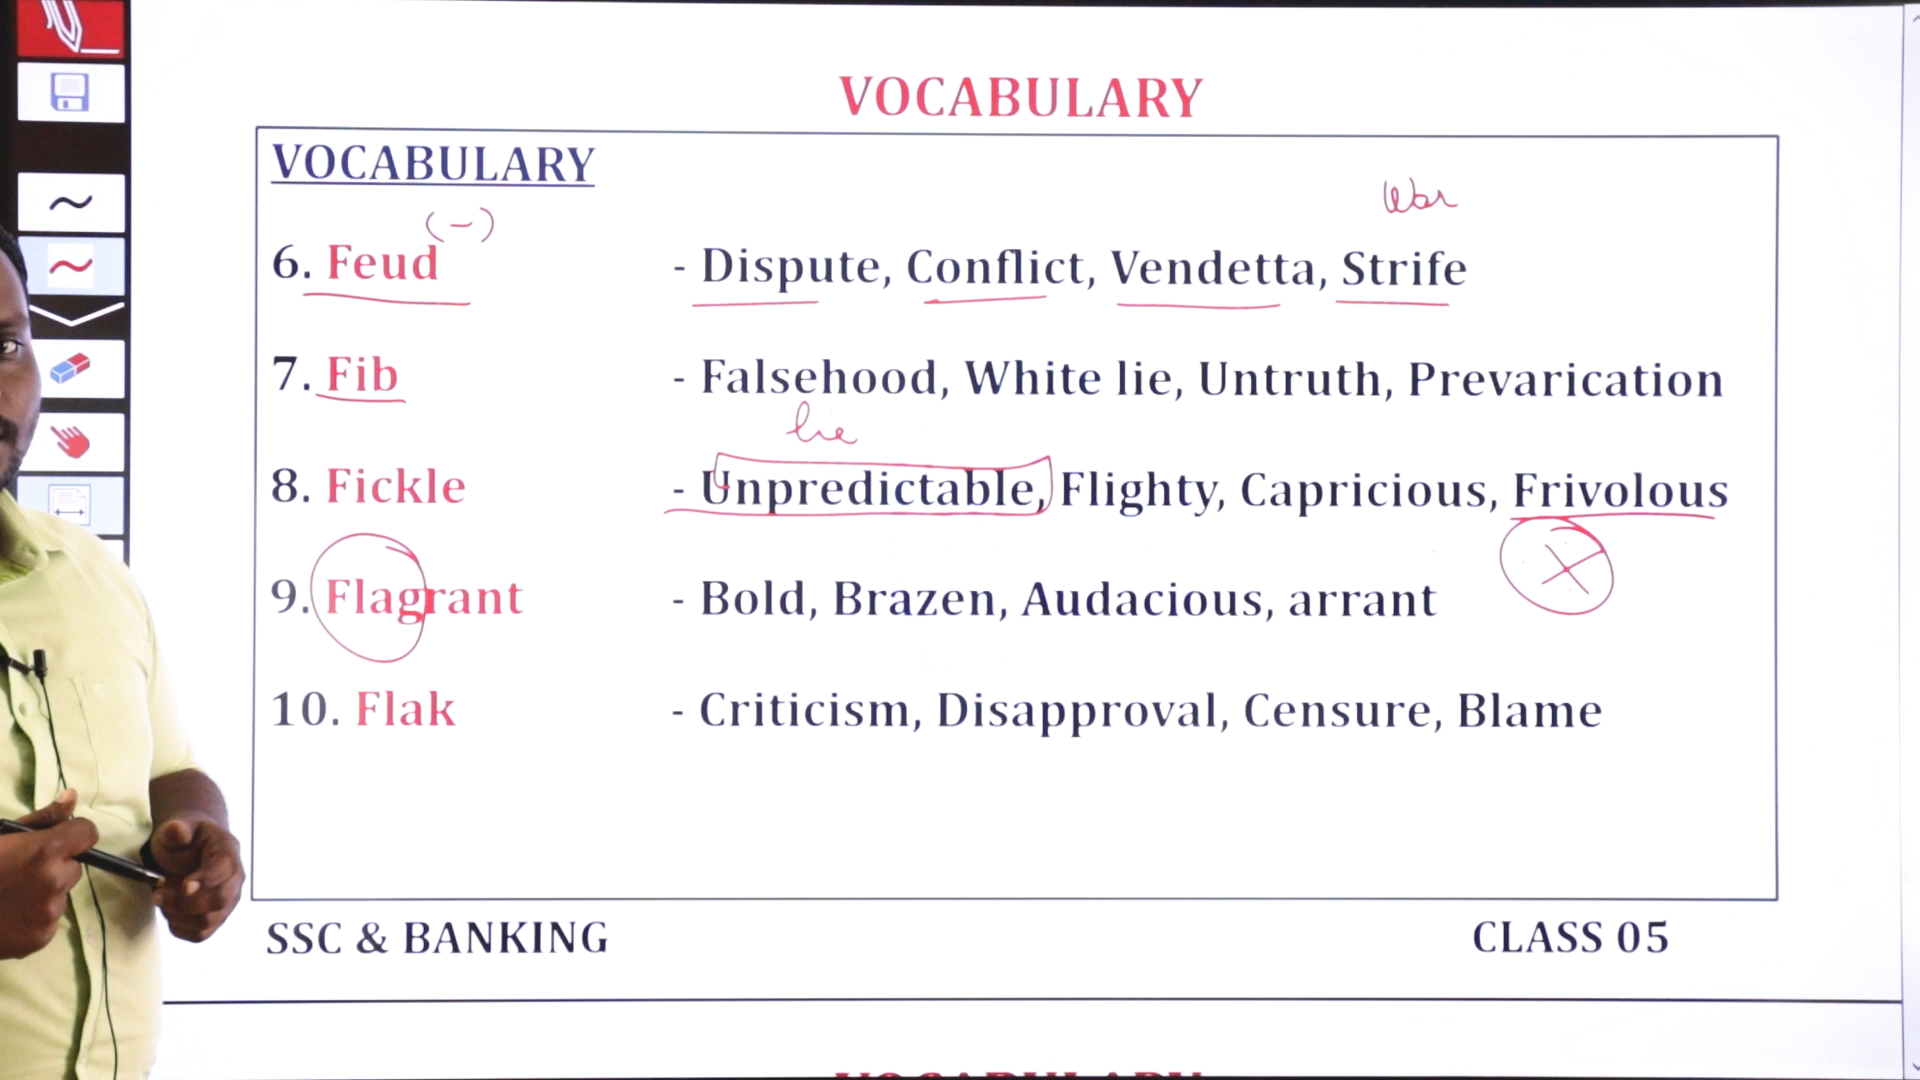 VOCABULARY
VOCABULARY
War
(-)
6. Feud - Dispute, Conflict, Vendetta, Strife
7. Fib - Falsehood, White lie, Untruth, Prevarication
lie
8. Fickle - Unpredictable, Flighty, Capricious, Frivolous
9. Flagrant - Bold, Brazen, Audacious, arrant
10. Flak - Criticism, Disapproval, Censure, Blame
SSC & BANKING CLASS 05
VOCABULARY